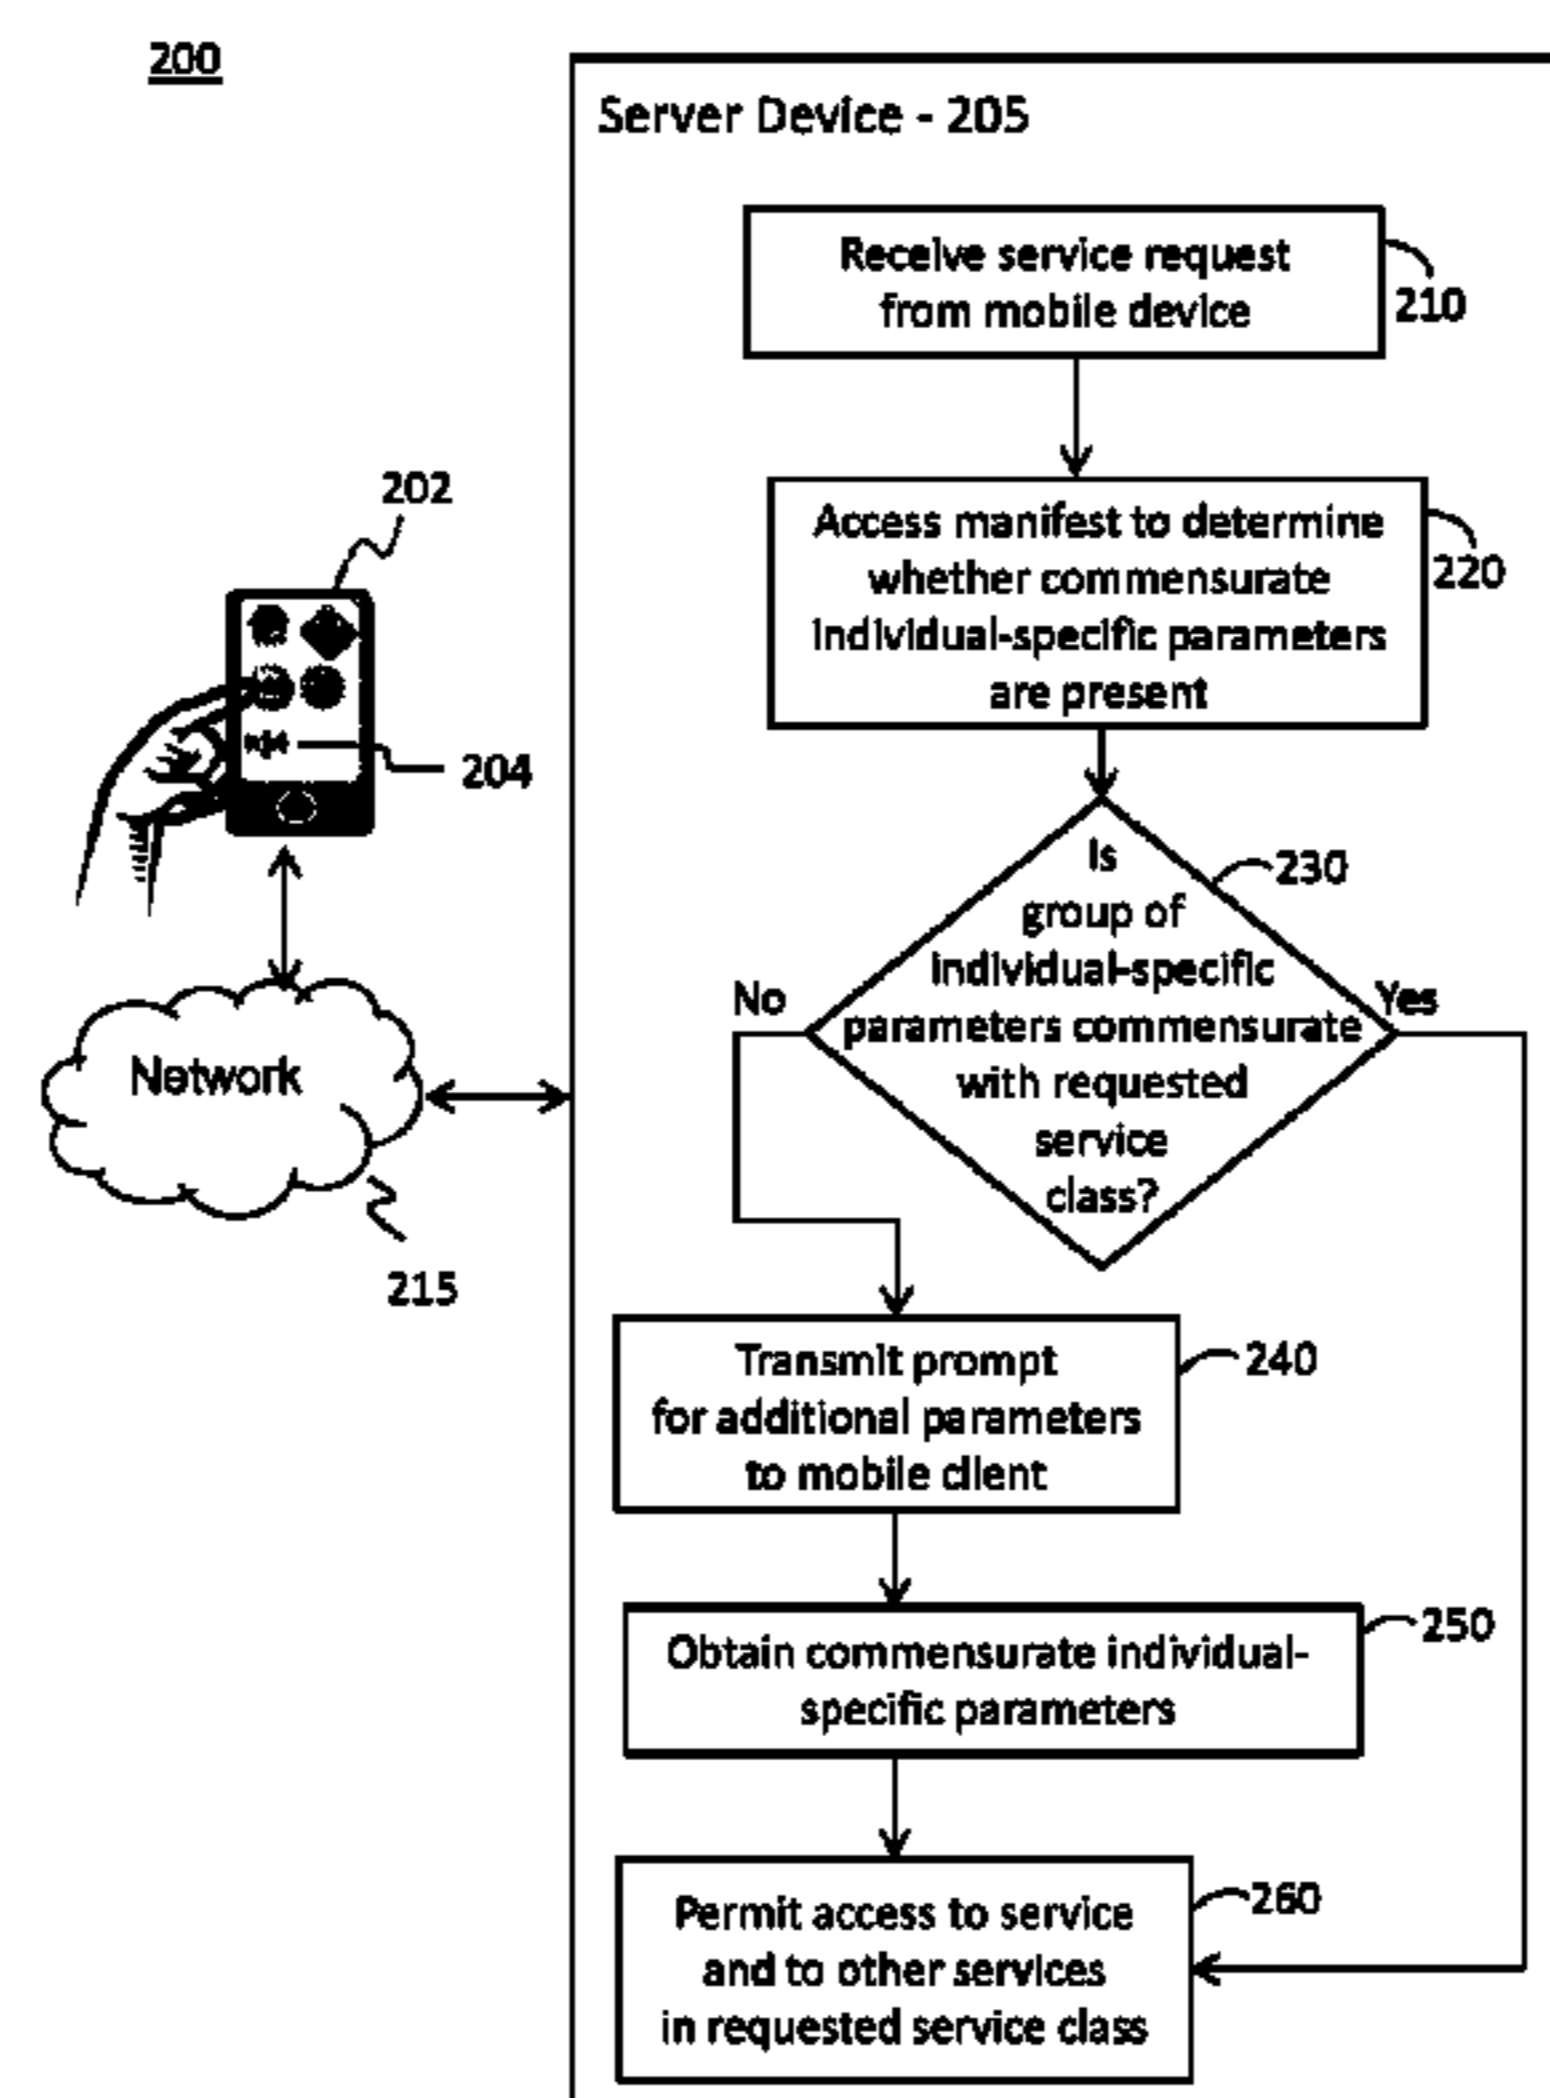 200
Server Device - 205
Receive service request
from mobile device
210
Access manifest to determine
whether commensurate
individual-specific parameters
are present
220
202
204
Is
group of
individual-specific
parameters commensurate
with requested
service
class?
230
No
Yes
Network
215
Transmit prompt
for additional parameters
to mobile client
240
Obtain commensurate individual-
specific parameters
250
Permit access to service
and to other services
in requested service class
260